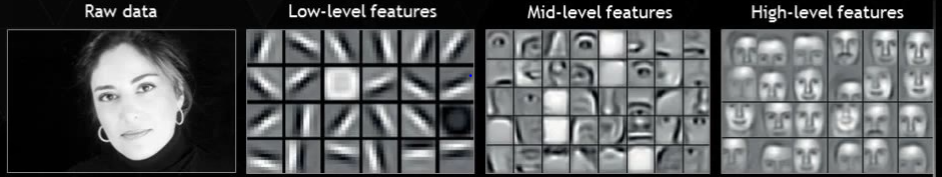 Raw data
Low-level features
Mid-level features
High-level features